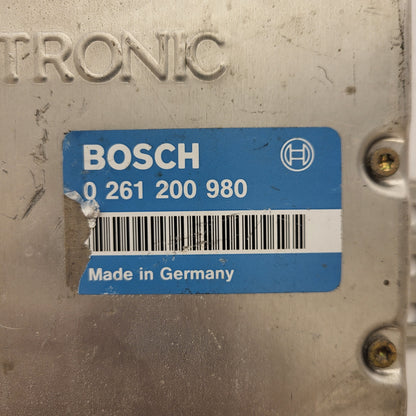 TRONIC
BOSCH
0 261 200 980
Made in Germany